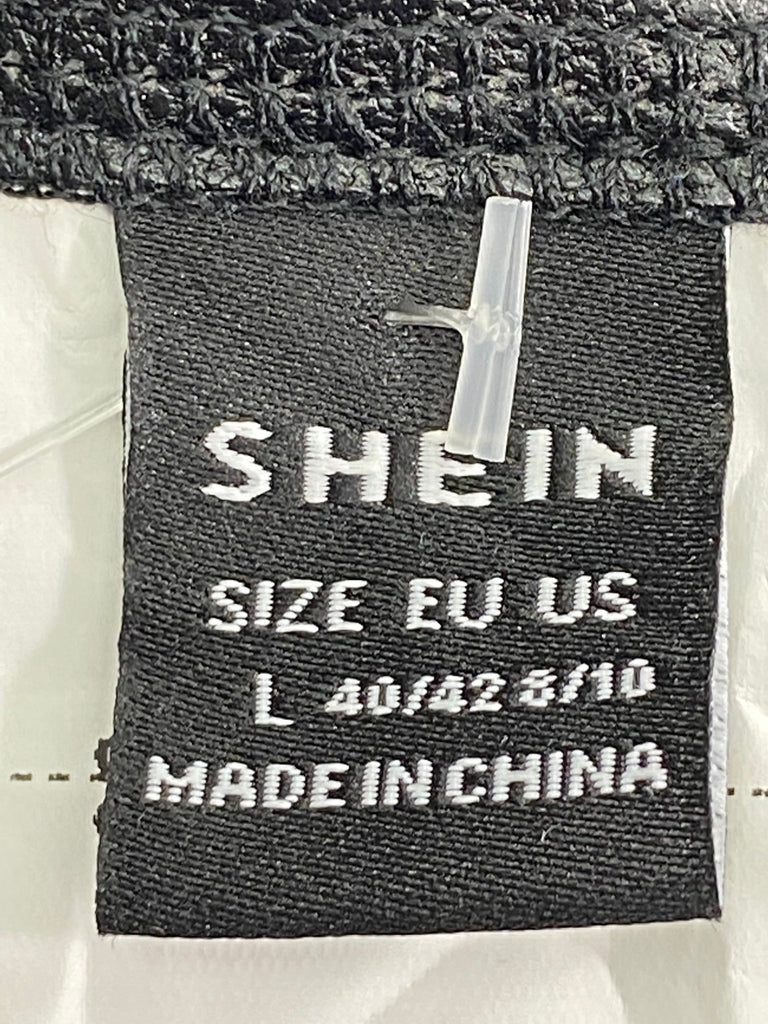 SHEIN
SIZE EU US
L 40/42 8/10
MADE IN CHINA